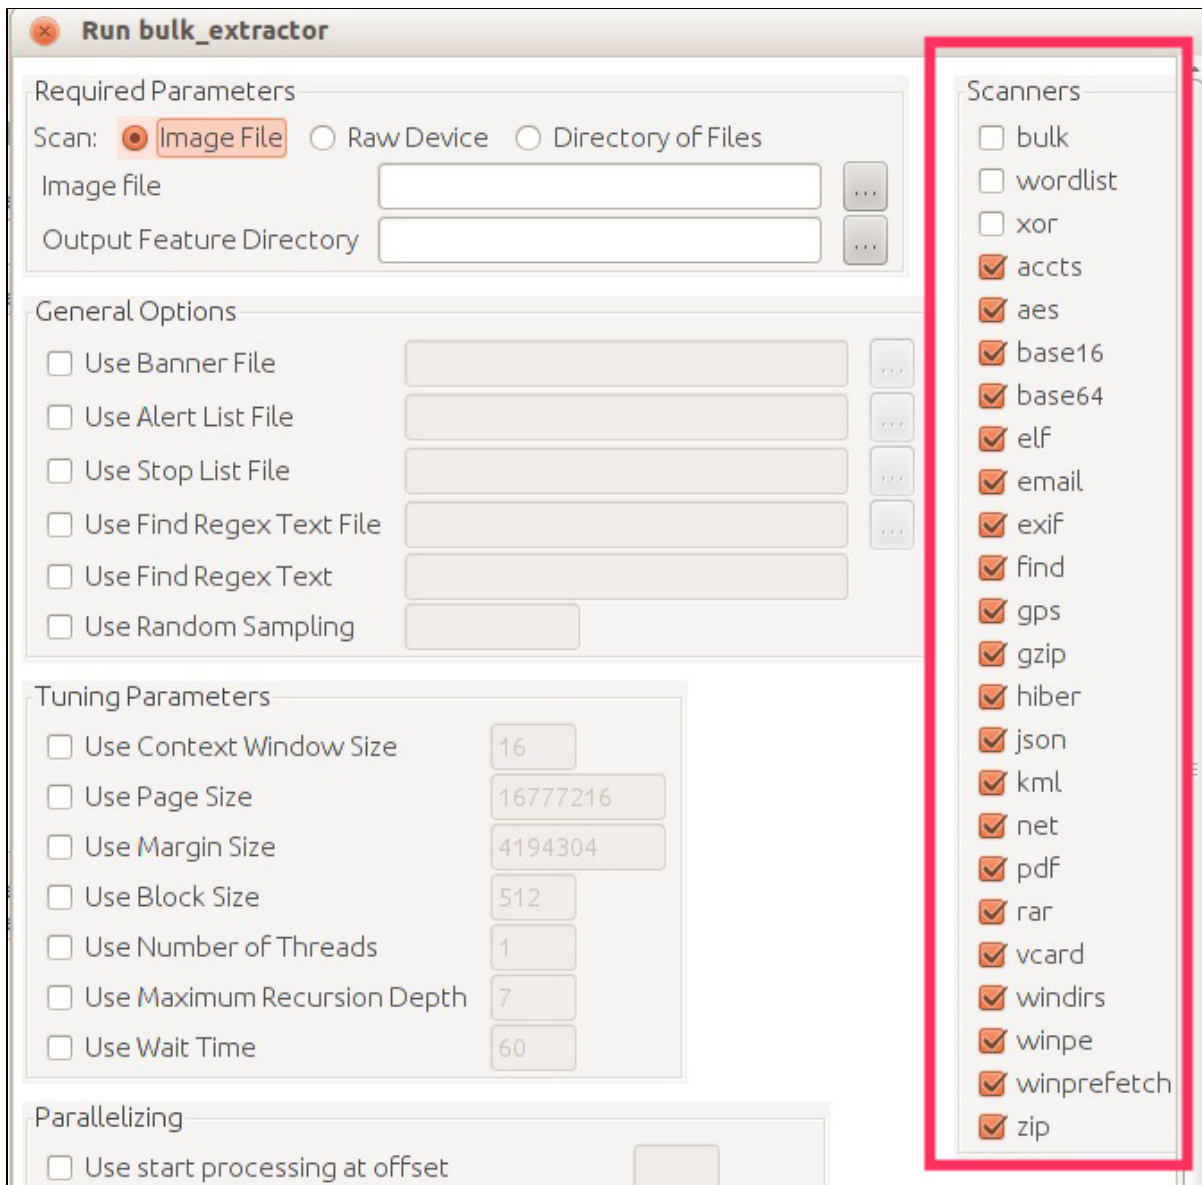 Run bulk_extractor
Required Parameters
Scan: Image File Raw Device Directory of Files
Image file ...
Output Feature Directory ...
General Options
Use Banner File ...
Use Alert List File ...
Use Stop List File ...
Use Find Regex Text File ...
Use Find Regex Text
Use Random Sampling
Tuning Parameters
Use Context Window Size 16
Use Page Size 16777216
Use Margin Size 4194304
Use Block Size 512
Use Number of Threads 1
Use Maximum Recursion Depth 7
Use Wait Time 60
Parallelizing
Use start processing at offset
Scanners
bulk
wordlist
xor
accts
aes
base16
base64
elf
email
exif
find
gps
gzip
hiber
json
kml
net
pdf
rar
vcard
windirs
winpe
winprefetch
zip